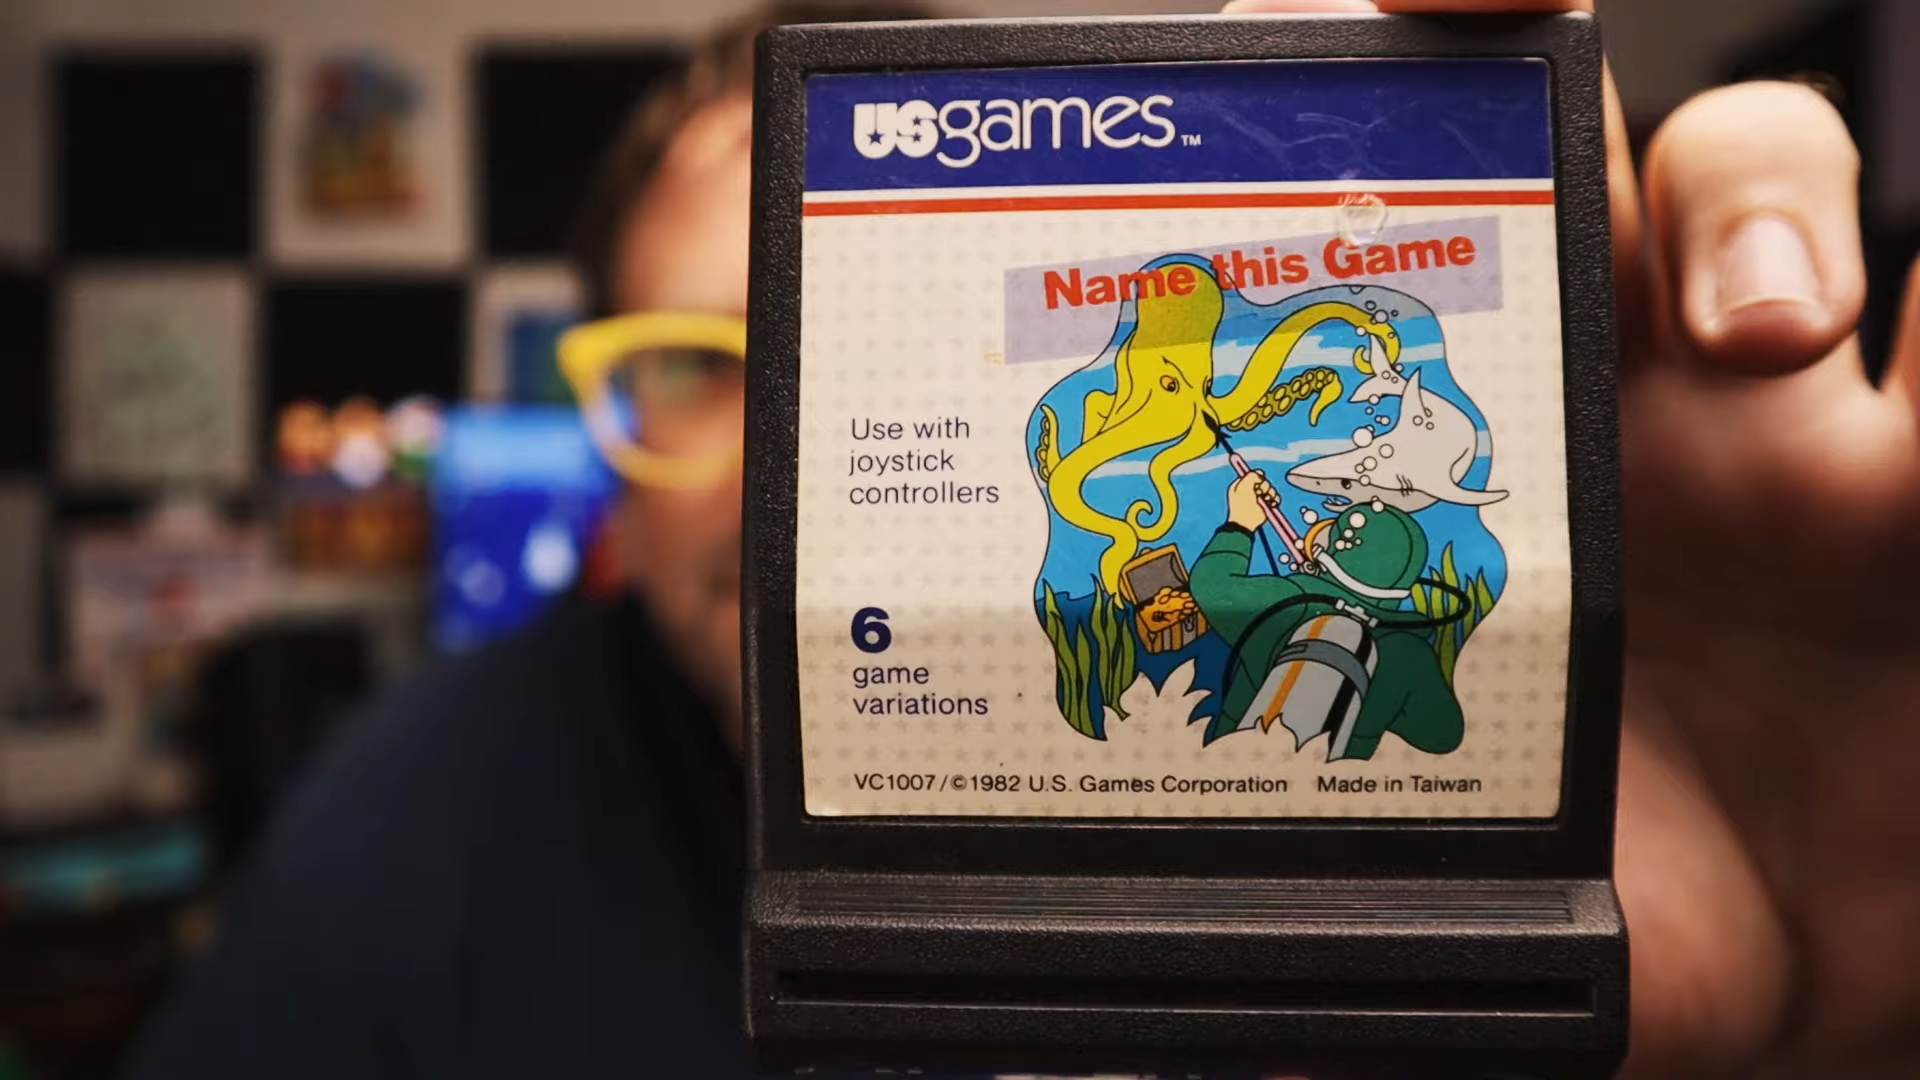 usgames™
Name this Game
Use with
joystick
controllers
6
game
variations
VC1007/©1982 U.S. Games Corporation Made in Taiwan